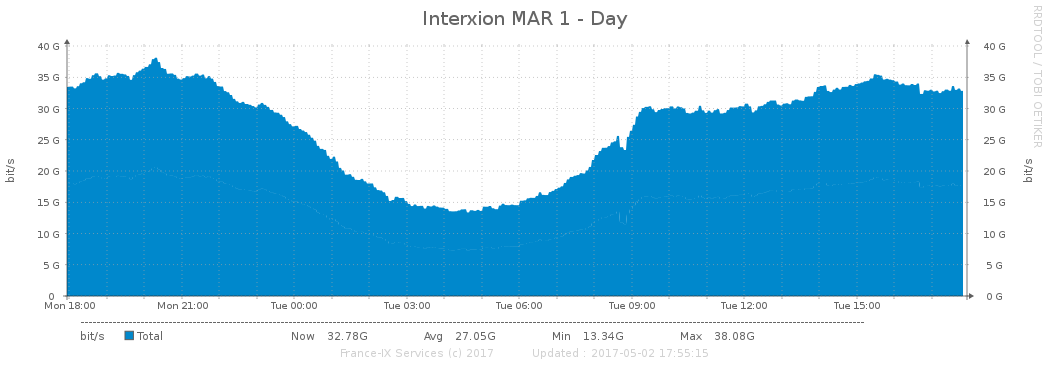 Interxion MAR 1 - Day
RRDTOOL / TOBI OETIKER
bit/s
40 G 40 G
35 G 35 G
30 G 30 G
25 G 25 G
20 G 20 G
15 G 15 G
10 G 10 G
5 G 5 G
0 0 G
bit/s
Mon 18:00 Mon 21:00 Tue 00:00 Tue 03:00 Tue 06:00 Tue 09:00 Tue 12:00 Tue 15:00
bit/s Total Now 32.78G Avg 27.05G Min 13.34G Max 38.08G
France-IX Services (c) 2017 Updated : 2017-05-02 17:55:15